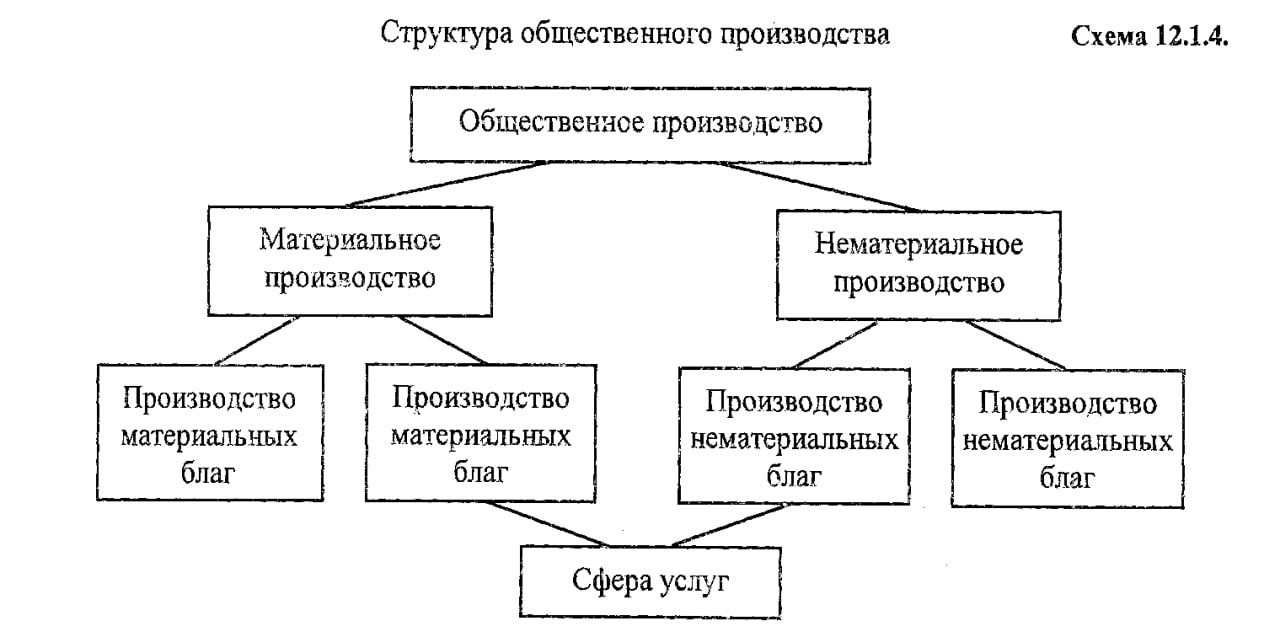 Структура общественного производства
Схема 12.1.4.
Общественное производство
Материальное
производство
Нематериальное
производство
Производство
материальных
благ
Производство
материальных
благ
Производство
нематериальных
благ
Производство
нематериальных
благ
Сфера услуг